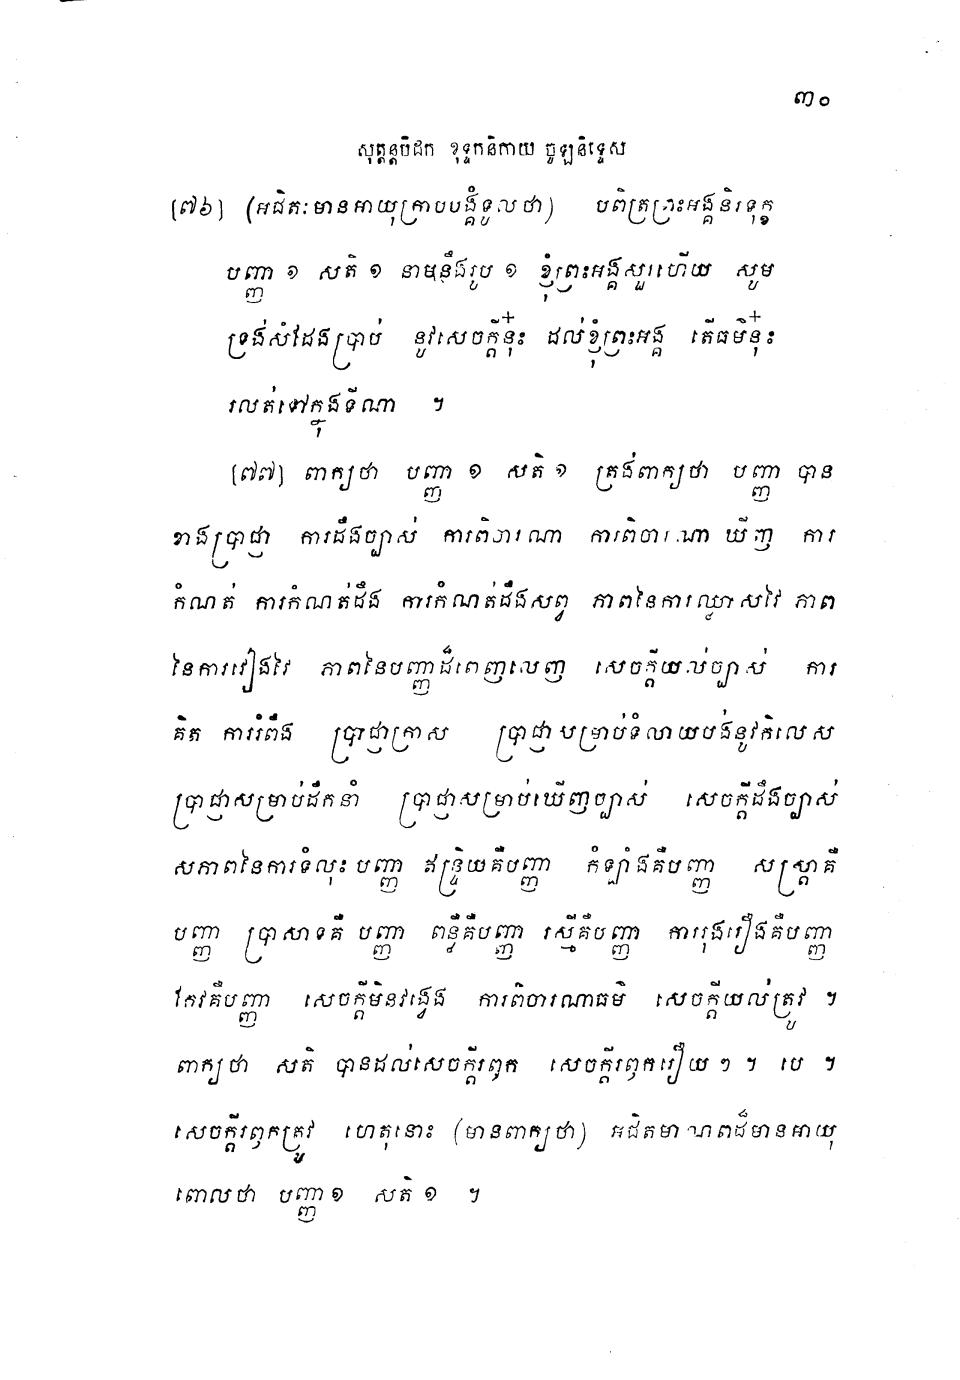 ៣០
សុត្តន្តបិដក ខុទ្ទកនិកាយ ចូឡនិទ្ទេស
[៧៦] (អជិតៈមានអាយុក្រាបបង្គំទូលថា) បពិត្រព្រះអង្គនិរទុក្ខ
បញ្ញា ១ សតិ ១ នាមនឹងរូប ១ ខ្ញុំព្រះអង្គសួរហើយ សូម
ទ្រង់សំដែងប្រាប់ នូវសេចក្តីនុ៎ះ ដល់ខ្ញុំព្រះអង្គ តើធម៌នុ៎ះ
រលត់ទៅក្នុងទីណា ។
[៧៧] ពាក្យថា បញ្ញា ១ សតិ ១ ត្រង់ពាក្យថា បញ្ញា បាន
ខាងប្រាជ្ញា ការដឹងច្បាស់ ការពិភារណា ការពិចារណា ឃើញ ការ
កំណត់ ការកំណត់ដឹង ការកំណត់ដឹងសព្វ ភាពនៃការឈ្លាសវៃ ភាព
នៃការវៀងវៃ ភាពនៃបញ្ញាដ៏ពេញលេញ សេចក្តីយល់ច្បាស់ ការ
គិត ការរំពឹង ប្រាជ្ញាក្រាស ប្រាជ្ញាសម្រាប់ទំលាយបង់នូវកិលេស
ប្រាជ្ញាសម្រាប់ដឹកនាំ ប្រាជ្ញាសម្រាប់ឃើញច្បាស់ សេចក្តីដឹងច្បាស់
សភាពនៃការទំលុះ បញ្ញា ឥន្ទ្រិយគឺបញ្ញា កំឡាំងគឺបញ្ញា សស្ត្រាគឺ
បញ្ញា ប្រាសាទគឺ បញ្ញា ពន្លឺគឺបញ្ញា រស្មីគឺបញ្ញា ការរុងរឿងគឺបញ្ញា
កែវគឺបញ្ញា សេចក្តីមិនវង្វេង ការពិចារណាធម៌ សេចក្តីយល់ត្រូវ ។
ពាក្យថា សតិ បានដល់សេចក្តីរឭក សេចក្តីរឭករឿយ ៗ ។ បេ ។
សេចក្តីរឭកត្រូវ ហេតុនោះ (មានពាក្យថា) អជិតមាណពដ៏មានអាយុ
ពោលថា បញ្ញា ១ សតិ ១ ។